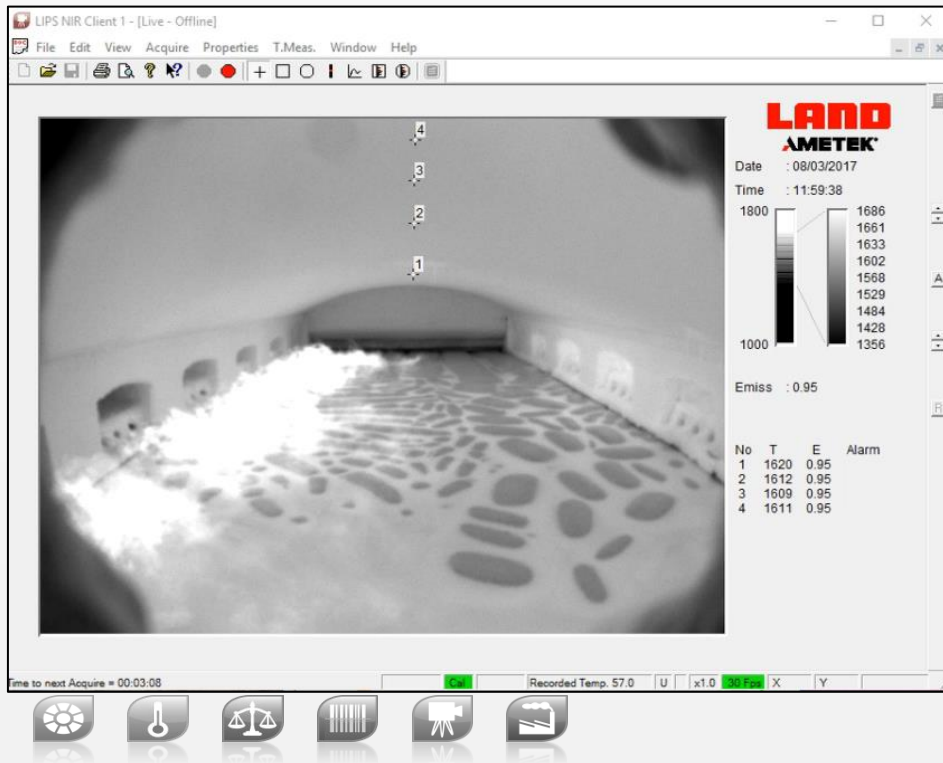 LIPS NIR Client 1 - [Live - Offline]
File Edit View Acquire Properties T.Meas. Window Help
LAND
AMETEK
Date : 08/03/2017
Time : 11:59:38
1800 1686
1661
1633
1602
1568
1529
1484
1428
1000 1356
Emiss : 0.95
No T E Alarm
1 1620 0.95
2 1612 0.95
3 1609 0.95
4 1611 0.95
4
3
2
1
A
R
Time to next Acquire = 00:03:08 Cal Recorded Temp. 57.0 U x1.0 30 Fps X Y